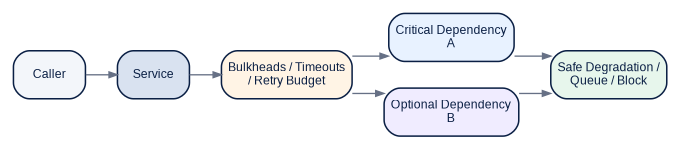 Caller
Service
Bulkheads / Timeouts
/ Retry Budget
Critical Dependency
A
Optional Dependency
B
Safe Degradation /
Queue / Block